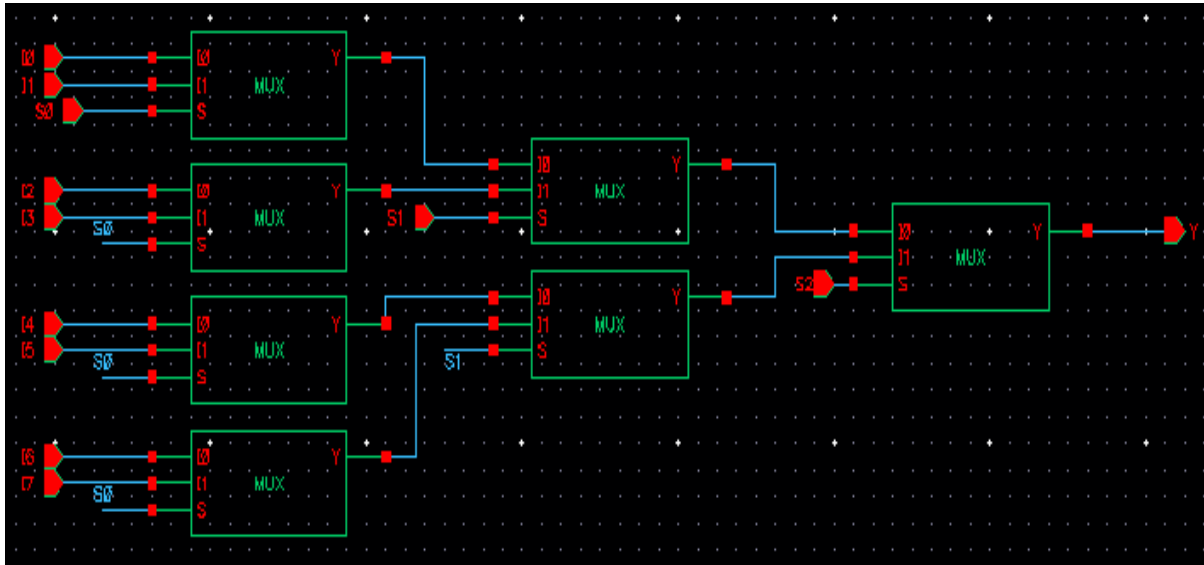 I0 I0 Y
I1 I1 MUX
S0 S
I2 I0 Y
I3 I1 MUX
S0 S
I0 Y
I1 MUX
S1 S
I0 Y Y
I1 MUX
S2 S
I4 I0 Y
I5 I1 MUX
S0 S
I0 Y
I1 MUX
S1 S
I6 I0 Y
I7 I1 MUX
S0 S